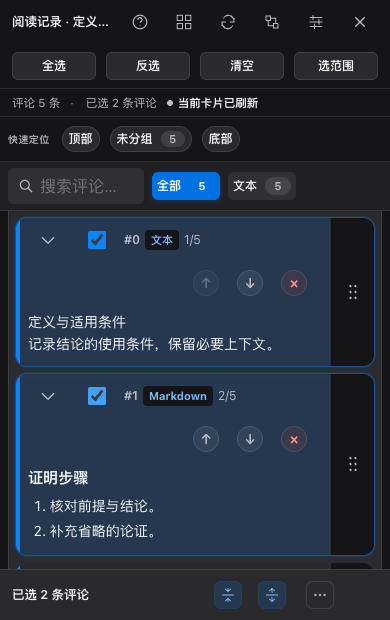 阅读记录 · 定义...
全选 反选 清空 选范围
评论 5 条 · 已选 2 条评论 ● 当前卡片已刷新
快速定位 顶部 未分组 5 底部
搜索评论... 全部 5 文本 5
#0 文本 1/5
定义与适用条件
记录结论的使用条件，保留必要上下文。
#1 Markdown 2/5
证明步骤
1. 核对前提与结论。
2. 补充省略的论证。
已选 2 条评论